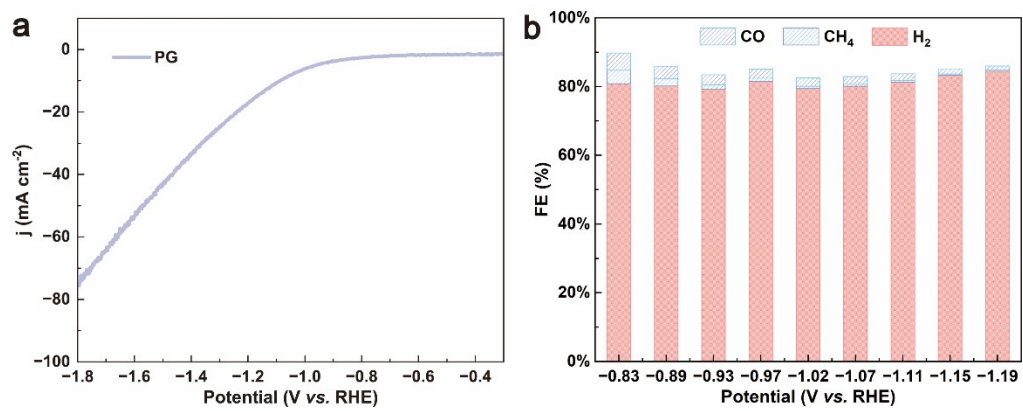 a
PG
j (mA cm⁻²)
0
−20
−40
−60
−80
−100
−1.8 −1.6 −1.4 −1.2 −1.0 −0.8 −0.6 −0.4
Potential (V vs. RHE)
b
CO CH₄ H₂
FE (%)
100%
80%
60%
40%
20%
0%
−0.83 −0.89 −0.93 −0.97 −1.02 −1.07 −1.11 −1.15 −1.19
Potential (V vs. RHE)